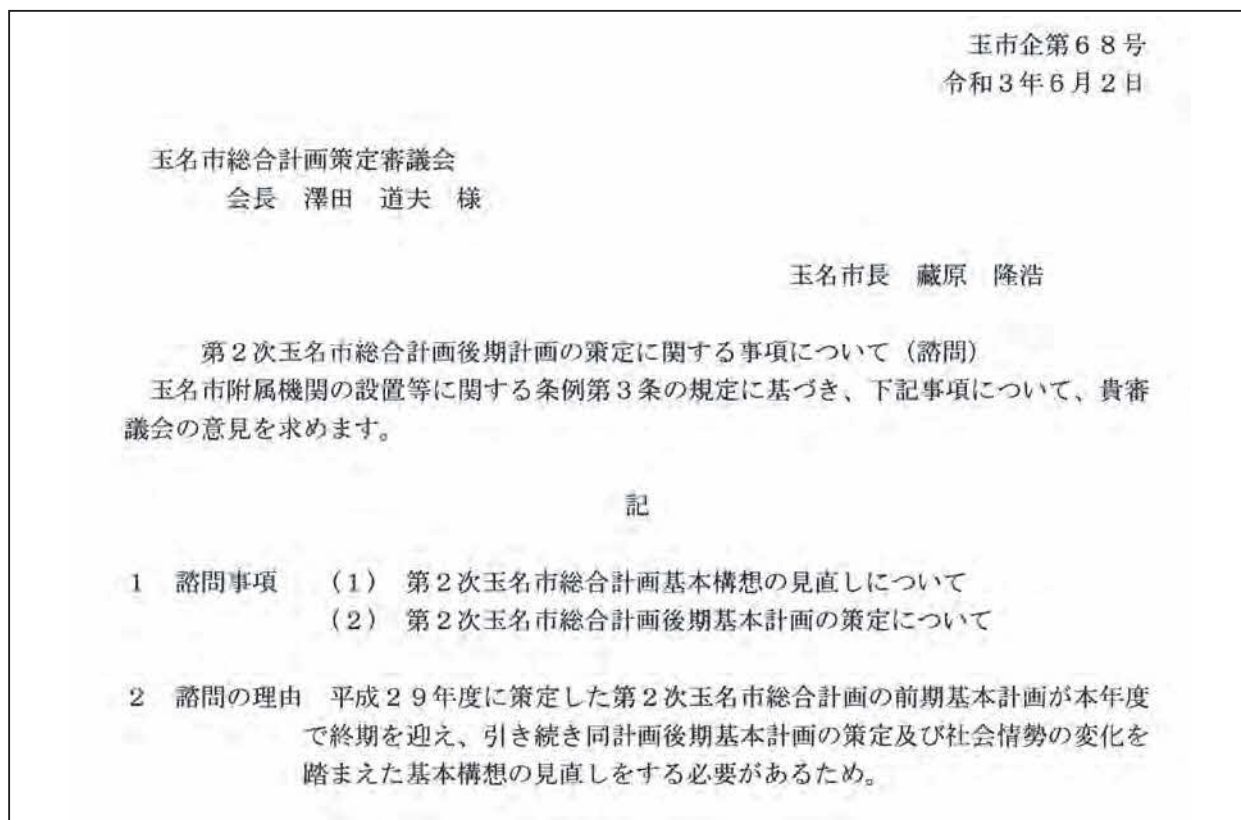 玉市企第６８号
令和３年６月２日
玉名市総合計画策定審議会
会長　澤田　道夫　様
玉名市長　藏原　隆浩
第２次玉名市総合計画後期計画の策定に関する事項について（諮問）
玉名市附属機関の設置等に関する条例第３条の規定に基づき、下記事項について、貴審
議会の意見を求めます。
記
１　諮問事項　（１）　第２次玉名市総合計画基本構想の見直しについて
（２）　第２次玉名市総合計画後期基本計画の策定について
２　諮問の理由　平成２９年度に策定した第２次玉名市総合計画の前期基本計画が本年度
で終期を迎え、引き続き同計画後期基本計画の策定及び社会情勢の変化を
踏まえた基本構想の見直しをする必要があるため。